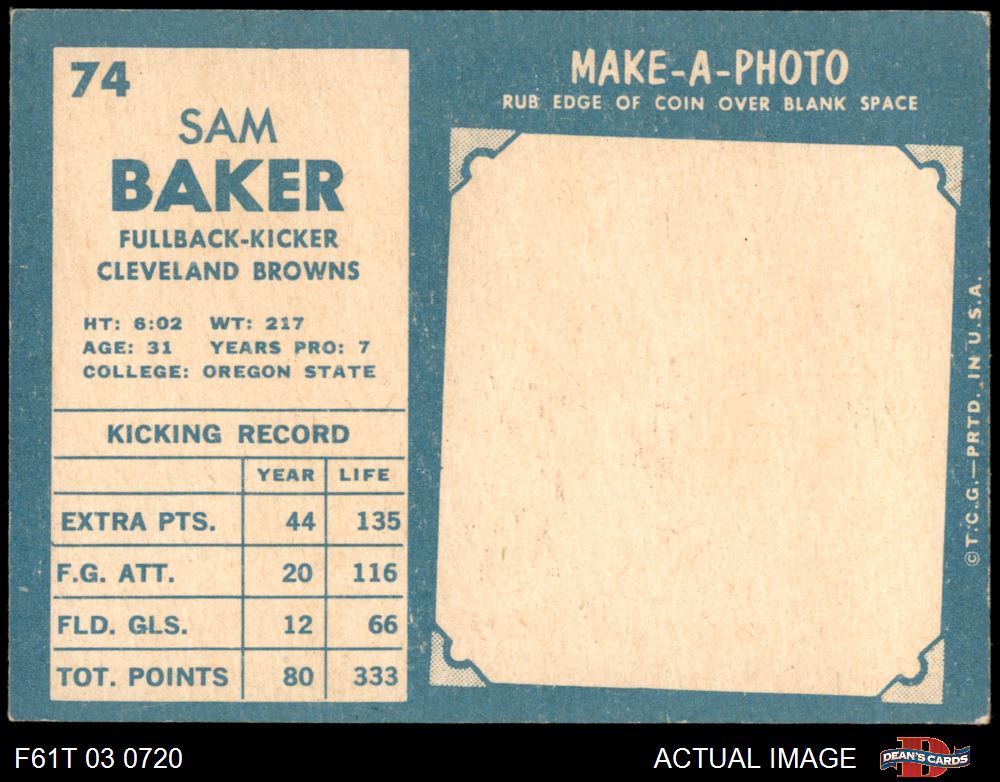 74
SAM
BAKER
FULLBACK-KICKER
CLEVELAND BROWNS
HT: 6:02 WT: 217
AGE: 31 YEARS PRO: 7
COLLEGE: OREGON STATE
KICKING RECORD
YEAR LIFE
EXTRA PTS. 44 135
F.G. ATT. 20 116
FLD. GLS. 12 66
TOT. POINTS 80 333
MAKE-A-PHOTO
RUB EDGE OF COIN OVER BLANK SPACE
© T.C.G.—PRTD. IN U.S.A.
F61T 03 0720
ACTUAL IMAGE
DEAN'S CARDS